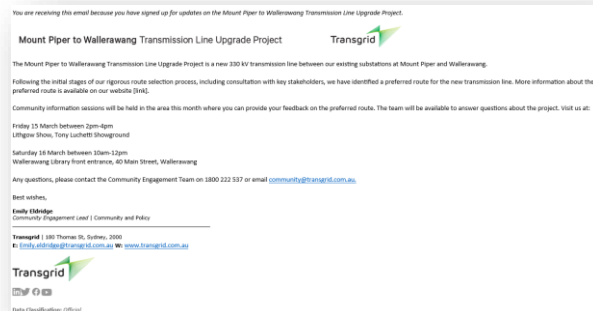 You are receiving this email because you have signed up for updates on the Mount Piper to Wallerawang Transmission Line Upgrade Project.
Mount Piper to Wallerawang Transmission Line Upgrade Project
Transgrid
The Mount Piper to Wallerawang Transmission Line Upgrade Project is a new 330 kV transmission line between our existing substations at Mount Piper and Wallerawang.
Following the initial stages of our rigorous route selection process, including consultation with key stakeholders, we have identified a preferred route for the new transmission line. More information about the
preferred route is available on our website [link].
Community information sessions will be held in the area this month where you can provide your feedback on the preferred route. The team will be available to answer questions about the project. Visit us at:
Friday 15 March between 2pm-4pm
Lithgow Show, Tony Luchetti Showground
Saturday 16 March between 10am-12pm
Wallerawang Library front entrance, 40 Main Street, Wallerawang
Any questions, please contact the Community Engagement Team on 1800 222 537 or email community@transgrid.com.au.
Best wishes,
Emily Eldridge
Community Engagement Lead | Community and Policy
Transgrid | 180 Thomas St, Sydney, 2000
E: Emily.eldridge@transgrid.com.au W: www.transgrid.com.au
Transgrid
Data Classification: Official